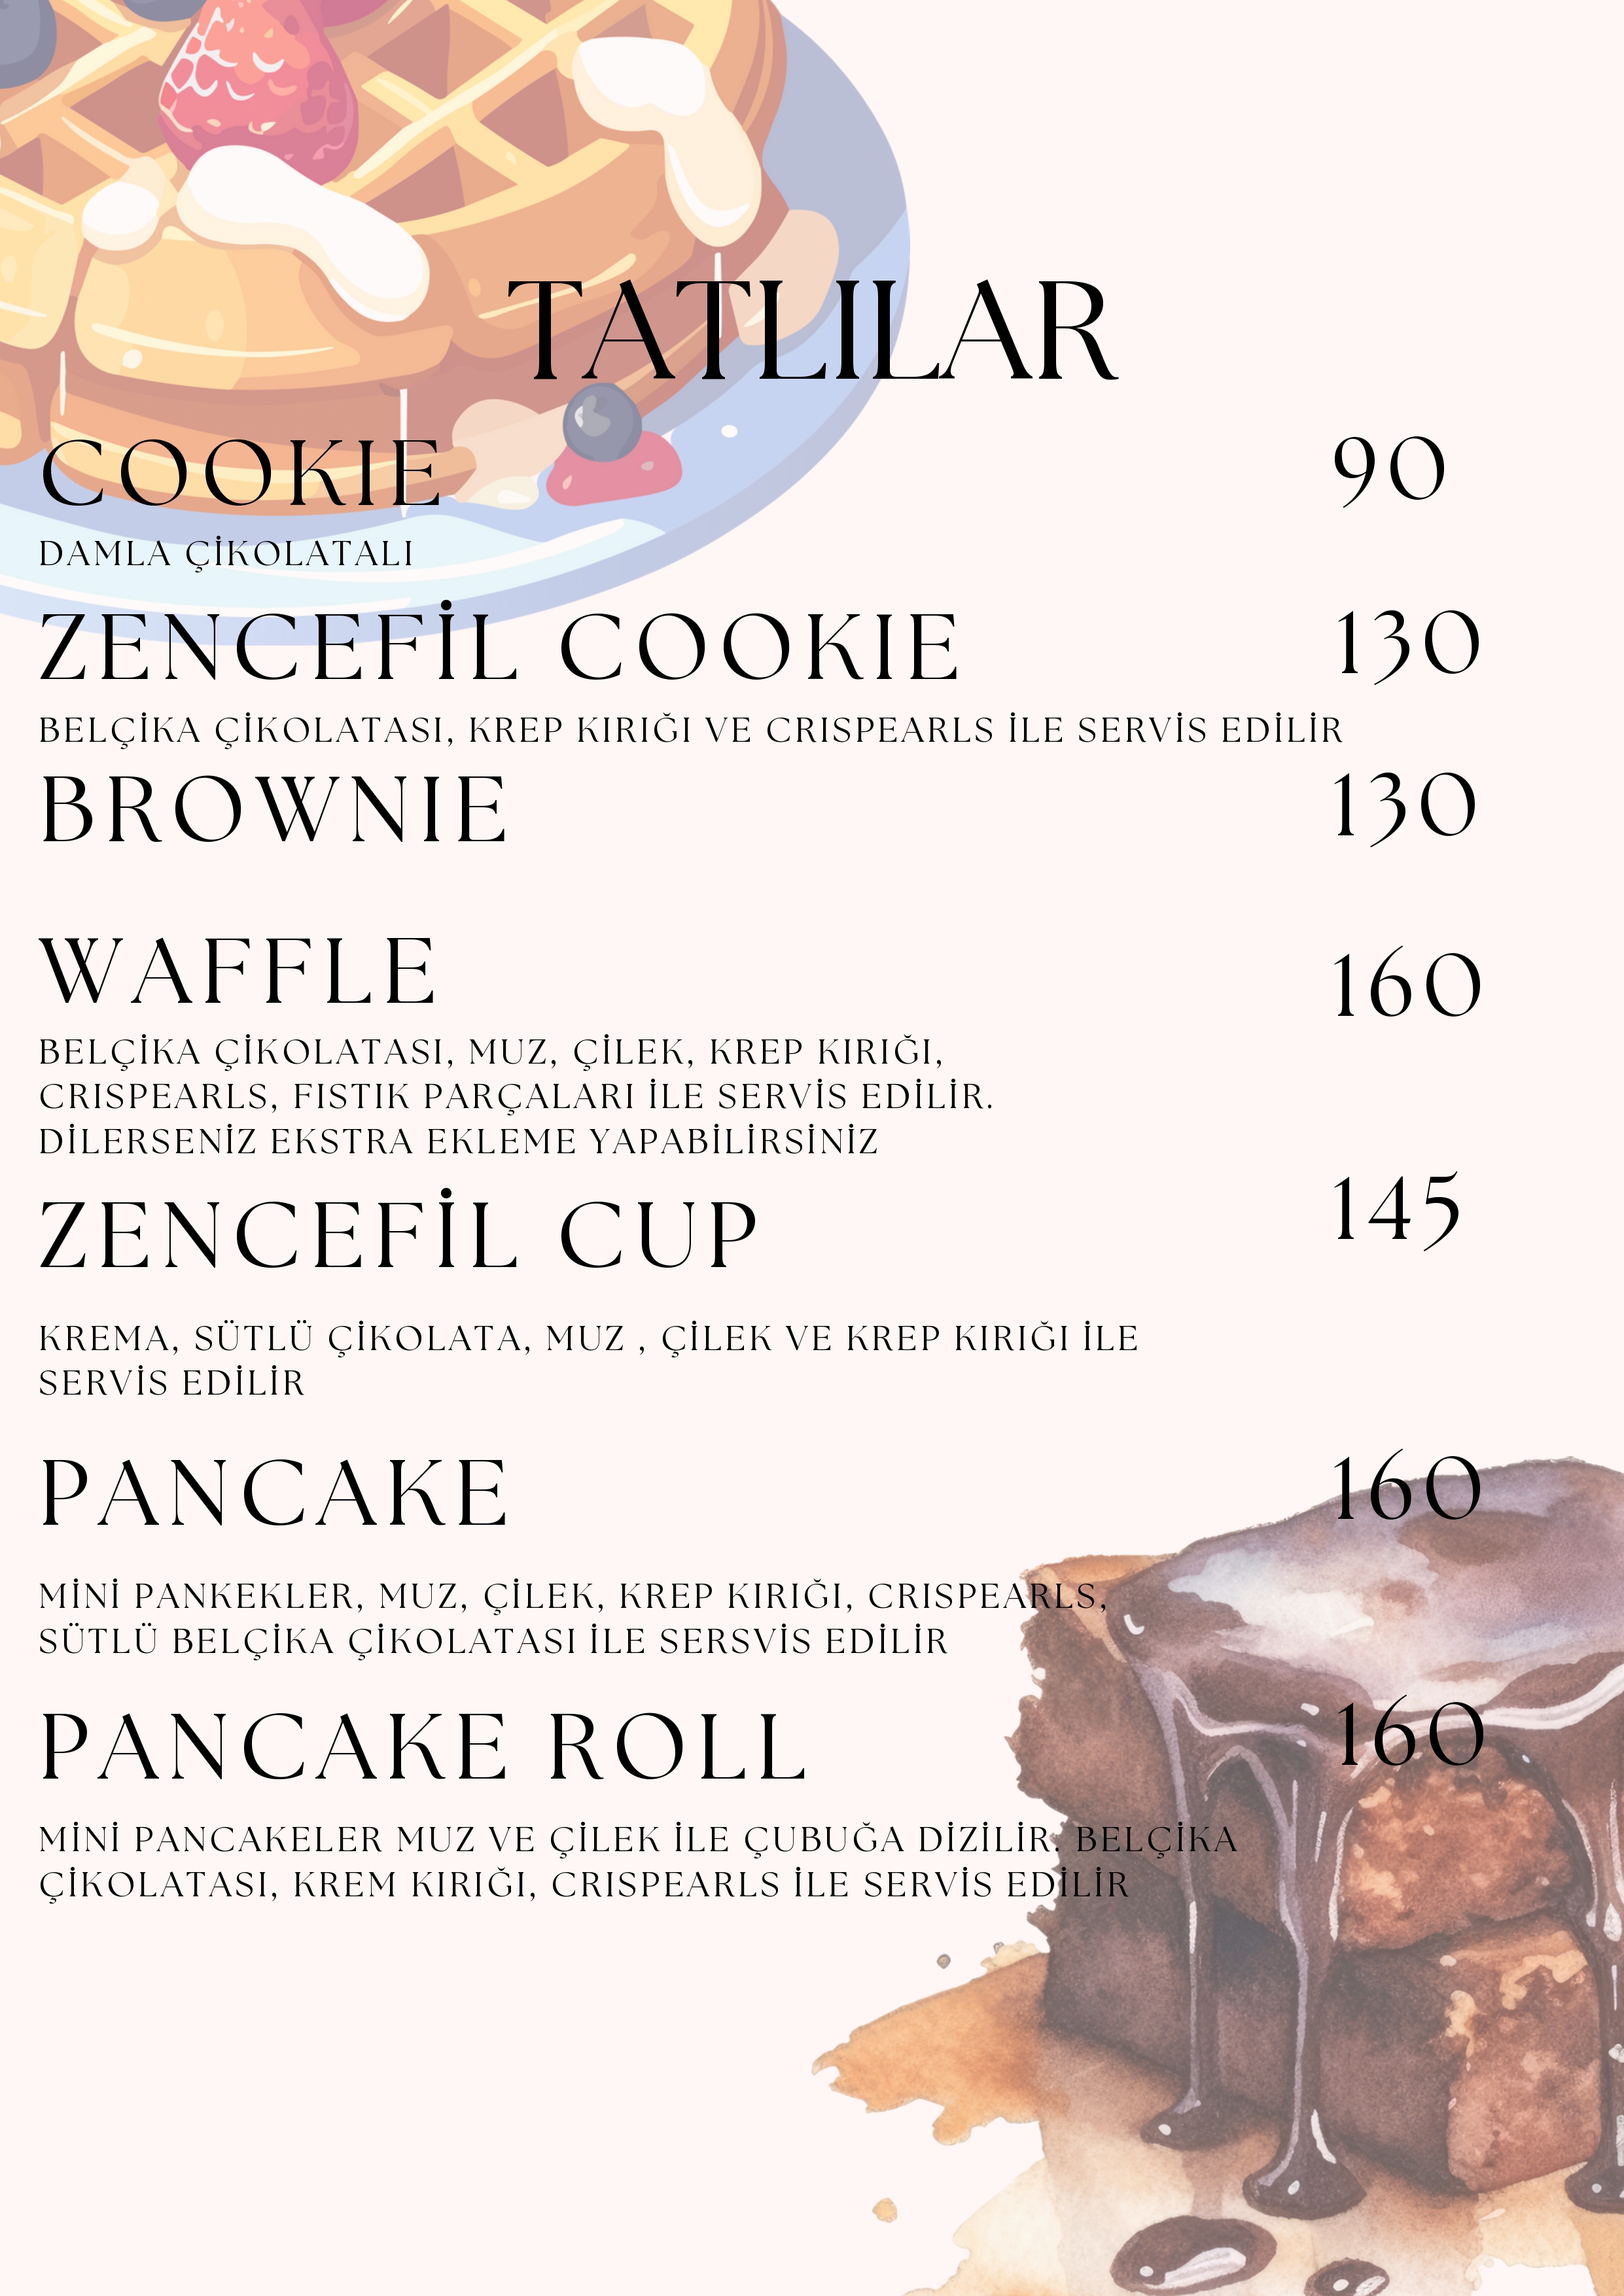 TATLILAR
COOKIE 90
DAMLA ÇİKOLATALI
ZENCEFİL COOKIE 130
BELÇİKA ÇİKOLATASI, KREP KIRIĞI VE CRISPEARLS İLE SERVİS EDİLİR
BROWNIE 130
WAFFLE 160
BELÇİKA ÇİKOLATASI, MUZ, ÇİLEK, KREP KIRIĞI,
CRISPEARLS, FISTIK PARÇALARI İLE SERVİS EDİLİR.
DİLERSENİZ EKSTRA EKLEME YAPABİLİRSİNİZ
ZENCEFİL CUP 145
KREMA, SÜTLÜ ÇİKOLATA, MUZ , ÇİLEK VE KREP KIRIĞI İLE
SERVİS EDİLİR
PANCAKE 160
MİNİ PANKEKLER, MUZ, ÇİLEK, KREP KIRIĞI, CRISPEARLS,
SÜTLÜ BELÇİKA ÇİKOLATASI İLE SERSVİS EDİLİR
PANCAKE ROLL 160
MİNİ PANCAKELER MUZ VE ÇİLEK İLE ÇUBUĞA DİZİLİR. BELÇİKA
ÇİKOLATASI, KREM KIRIĞI, CRISPEARLS İLE SERVİS EDİLİR